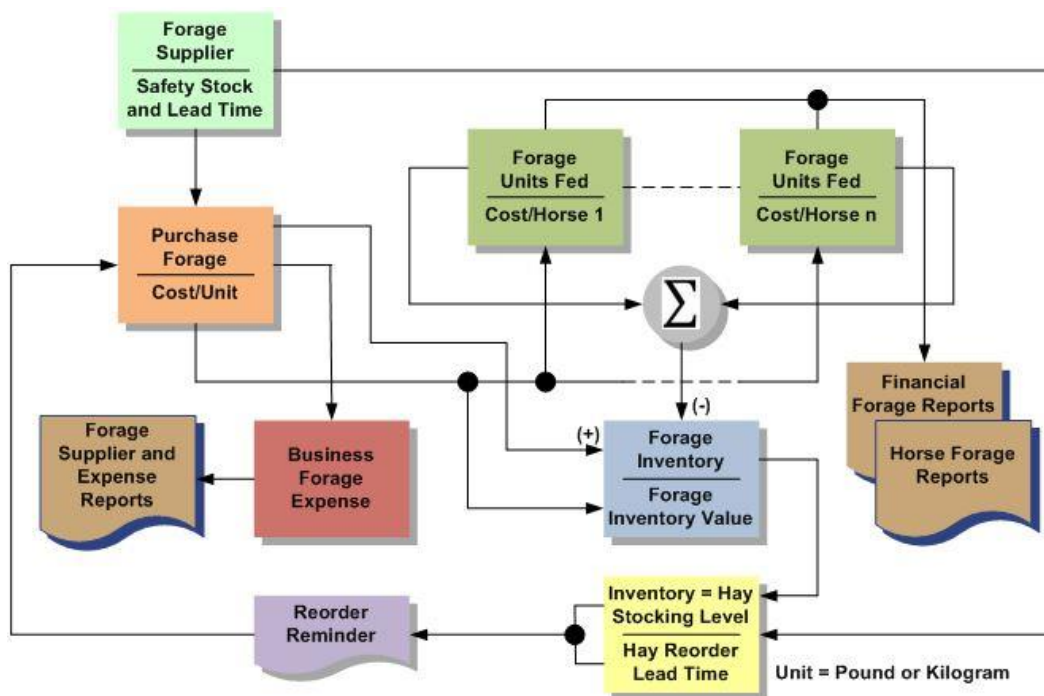 Forage
Supplier
Safety Stock
and Lead Time
Forage
Units Fed
Cost/Horse 1
Forage
Units Fed
Cost/Horse n
Purchase
Forage
Cost/Unit
Σ
(-)
(+)
Financial
Forage Reports
Horse Forage
Reports
Forage
Supplier and
Expense
Reports
Business
Forage
Expense
Forage
Inventory
Forage
Inventory Value
Reorder
Reminder
Inventory = Hay
Stocking Level
Hay Reorder
Lead Time
Unit = Pound or Kilogram